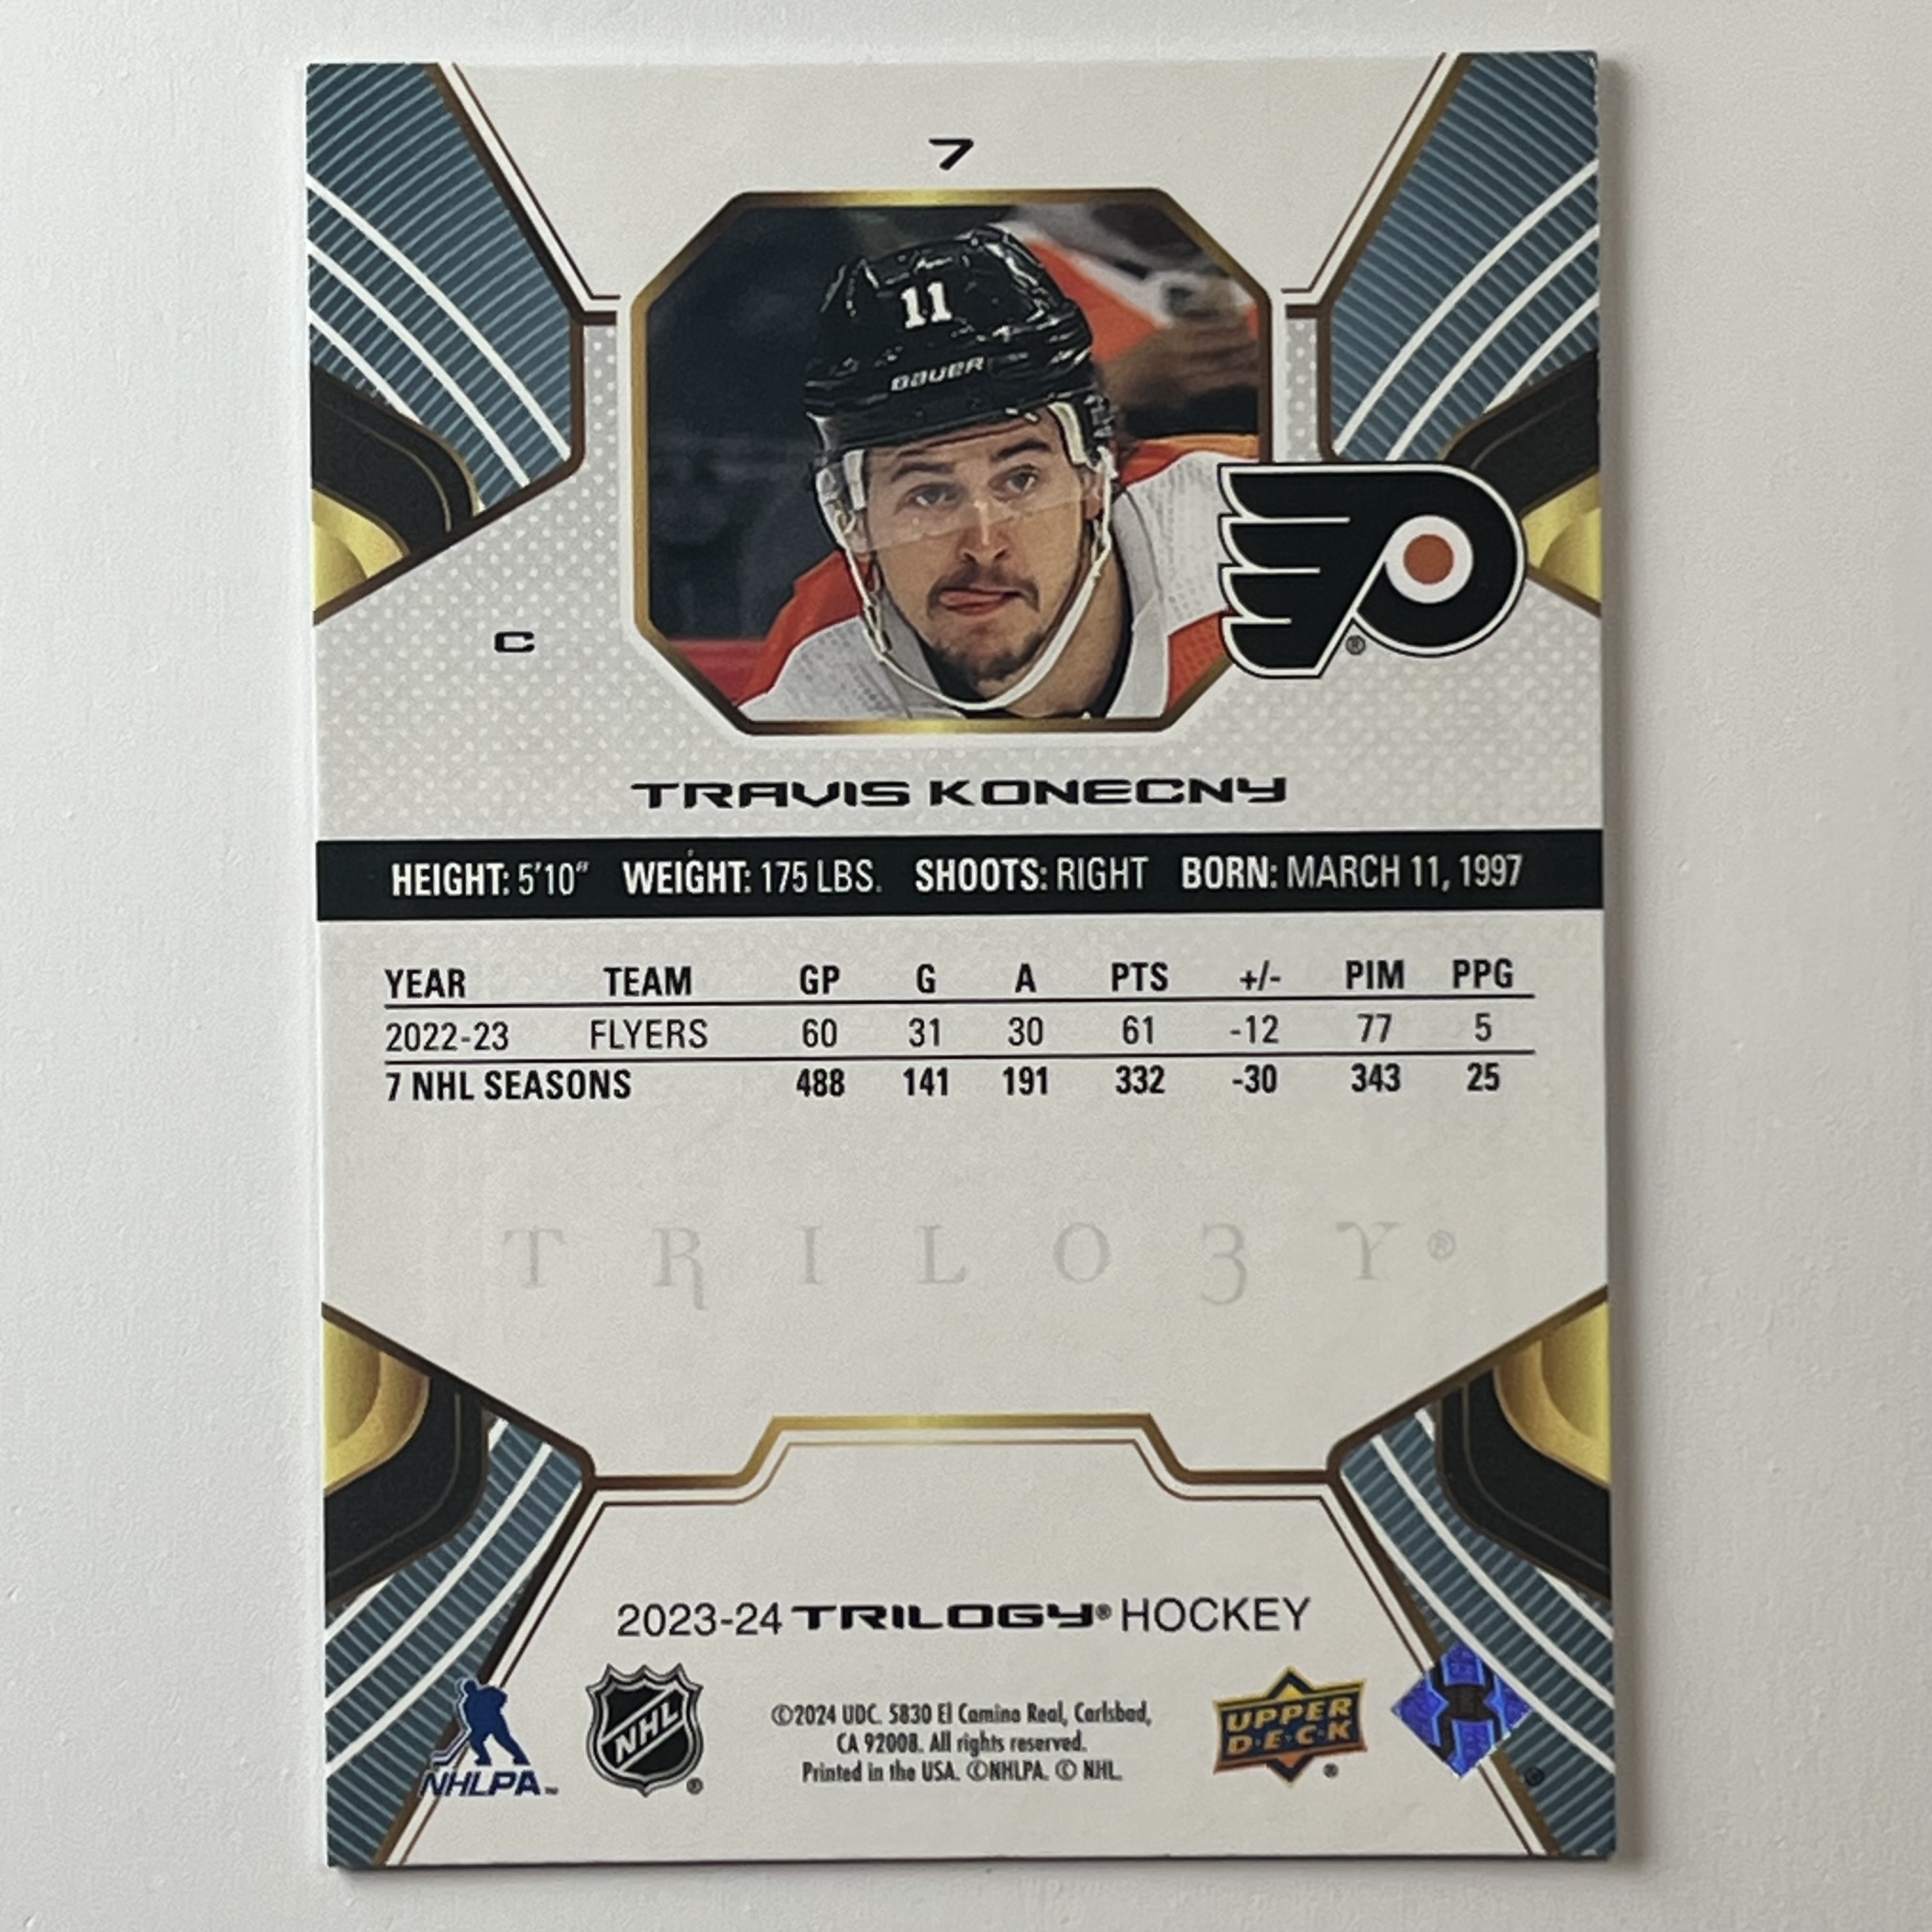 7
11
BAUER
®
C
TRAVIS KONECNY
HEIGHT: 5'10" WEIGHT: 175 LBS. SHOOTS: RIGHT BORN: MARCH 11, 1997
YEAR TEAM GP G A PTS +/- PIM PPG
2022-23 FLYERS 60 31 30 61 -12 77 5
7 NHL SEASONS 488 141 191 332 -30 343 25
TRILO3Y®
2023-24 TRILOGY® HOCKEY
NHLPA™
NHL ®
©2024 UDC. 5830 El Camino Real, Carlsbad,
CA 92008. All rights reserved.
Printed in the USA. ©NHLPA. © NHL.
UPPER
D·E·C·K ®
®